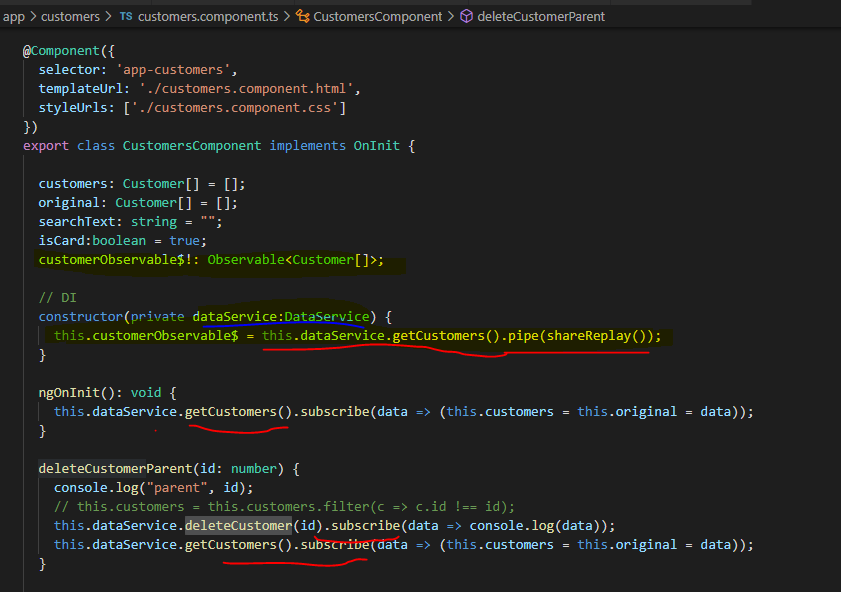 app > customers > TS customers.component.ts > CustomersComponent > deleteCustomerParent
@Component({
  selector: 'app-customers',
  templateUrl: './customers.component.html',
  styleUrls: ['./customers.component.css']
})
export class CustomersComponent implements OnInit {
  customers: Customer[] = [];
  original: Customer[] = [];
  searchText: string = "";
  isCard:boolean = true;
  customerObservable$!: Observable<Customer[]>;
  // DI
  constructor(private dataService:DataService) {
    this.customerObservable$ = this.dataService.getCustomers().pipe(shareReplay());
  }
  ngOnInit(): void {
    this.dataService.getCustomers().subscribe(data => (this.customers = this.original = data));
  }
  deleteCustomerParent(id: number) {
    console.log("parent", id);
    // this.customers = this.customers.filter(c => c.id !== id);
    this.dataService.deleteCustomer(id).subscribe(data => console.log(data));
    this.dataService.getCustomers().subscribe(data => (this.customers = this.original = data));
  }